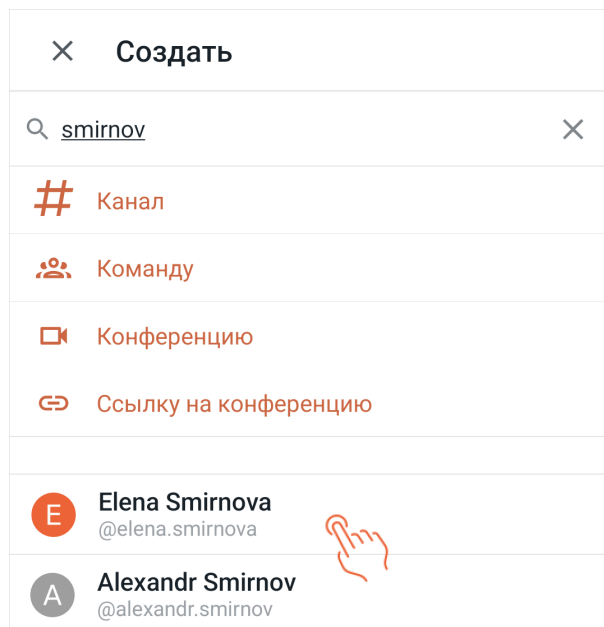 Создать
smirnov
Канал
Команду
Конференцию
Ссылку на конференцию
E
Elena Smirnova
@elena.smirnova
A
Alexandr Smirnov
@alexandr.smirnov